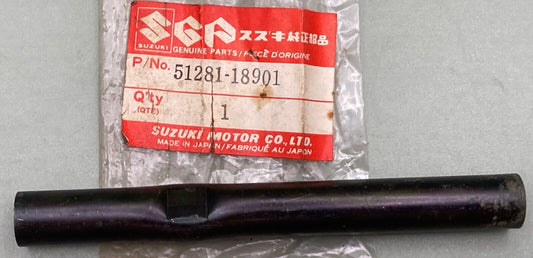 SGP スズキ純正部品
SUZUKI GENUINE PARTS / PIÈCE D'ORIGINE
P/No. 51281-18901
Q'ty 1
(QTÉ)
SUZUKI MOTOR CO., LTD.
MADE IN JAPAN / FABRIQUÉ AU JAPON